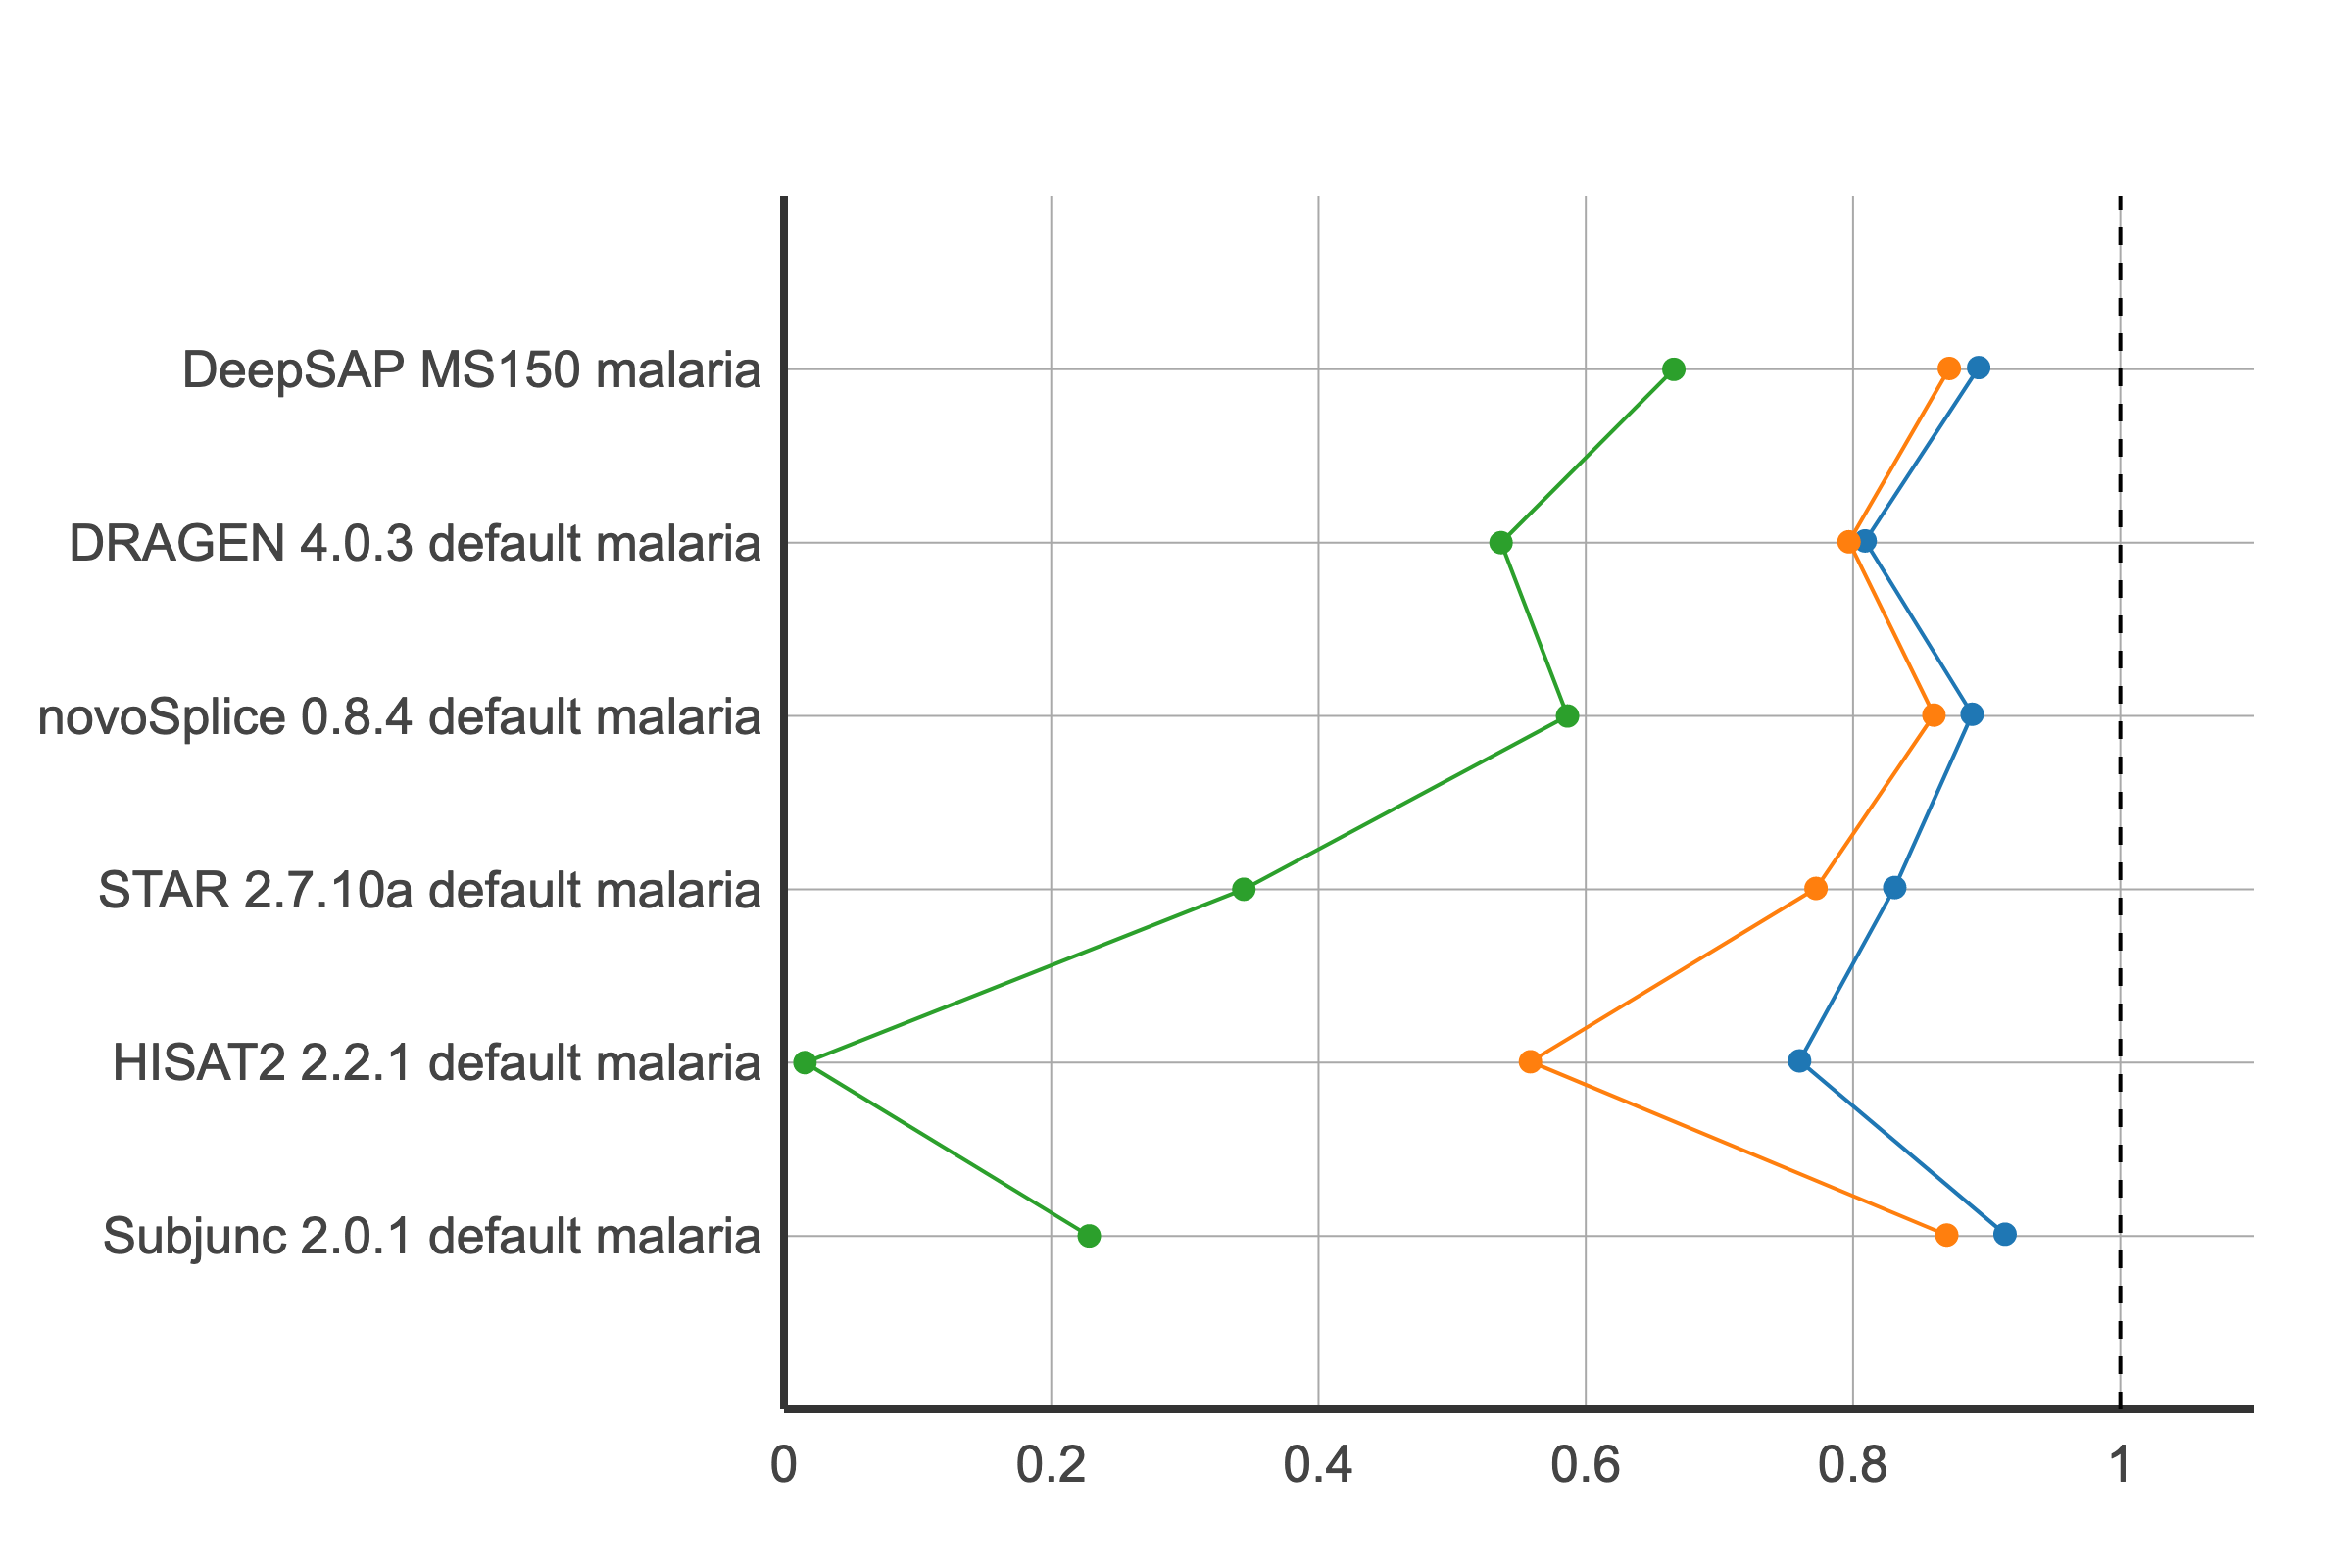 DeepSAP MS150 malaria
DRAGEN 4.0.3 default malaria
novoSplice 0.8.4 default malaria
STAR 2.7.10a default malaria
HISAT2 2.2.1 default malaria
Subjunc 2.0.1 default malaria
0 0.2 0.4 0.6 0.8 1